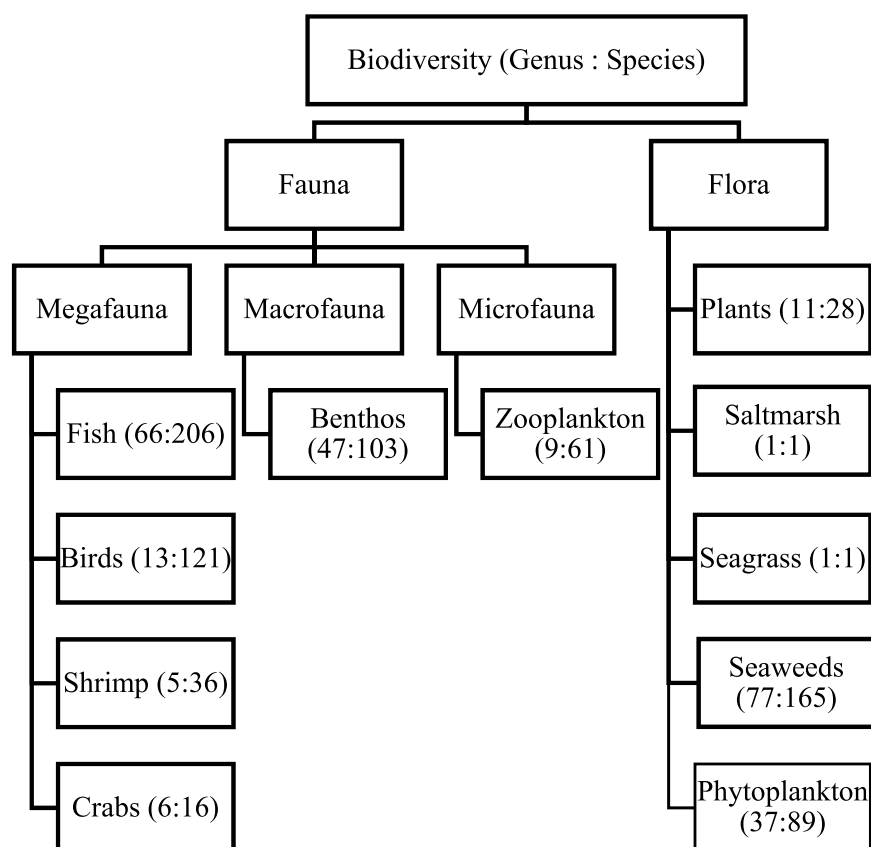 Biodiversity (Genus : Species)
Fauna
Flora
Megafauna
Macrofauna
Microfauna
Plants (11:28)
Fish (66:206)
Benthos
(47:103)
Zooplankton
(9:61)
Saltmarsh
(1:1)
Birds (13:121)
Seagrass (1:1)
Shrimp (5:36)
Seaweeds
(77:165)
Crabs (6:16)
Phytoplankton
(37:89)